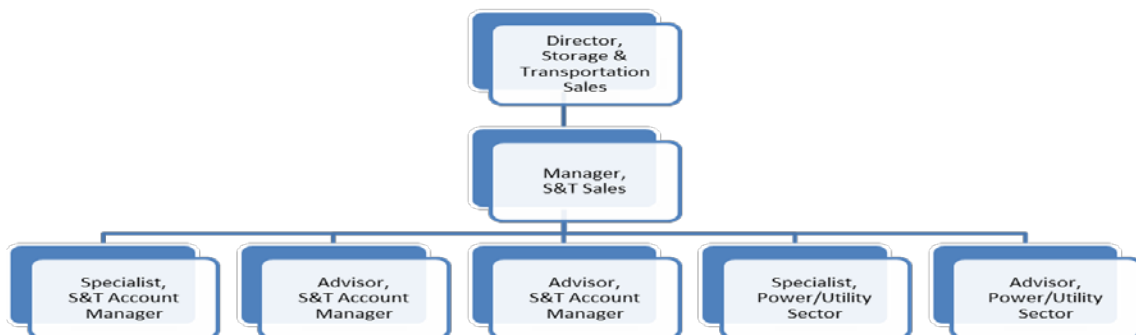 Director,
Storage &
Transportation
Sales
Manager,
S&T Sales
Specialist,
S&T Account
Manager
Advisor,
S&T Account
Manager
Advisor,
S&T Account
Manager
Specialist,
Power/Utility
Sector
Advisor,
Power/Utility
Sector